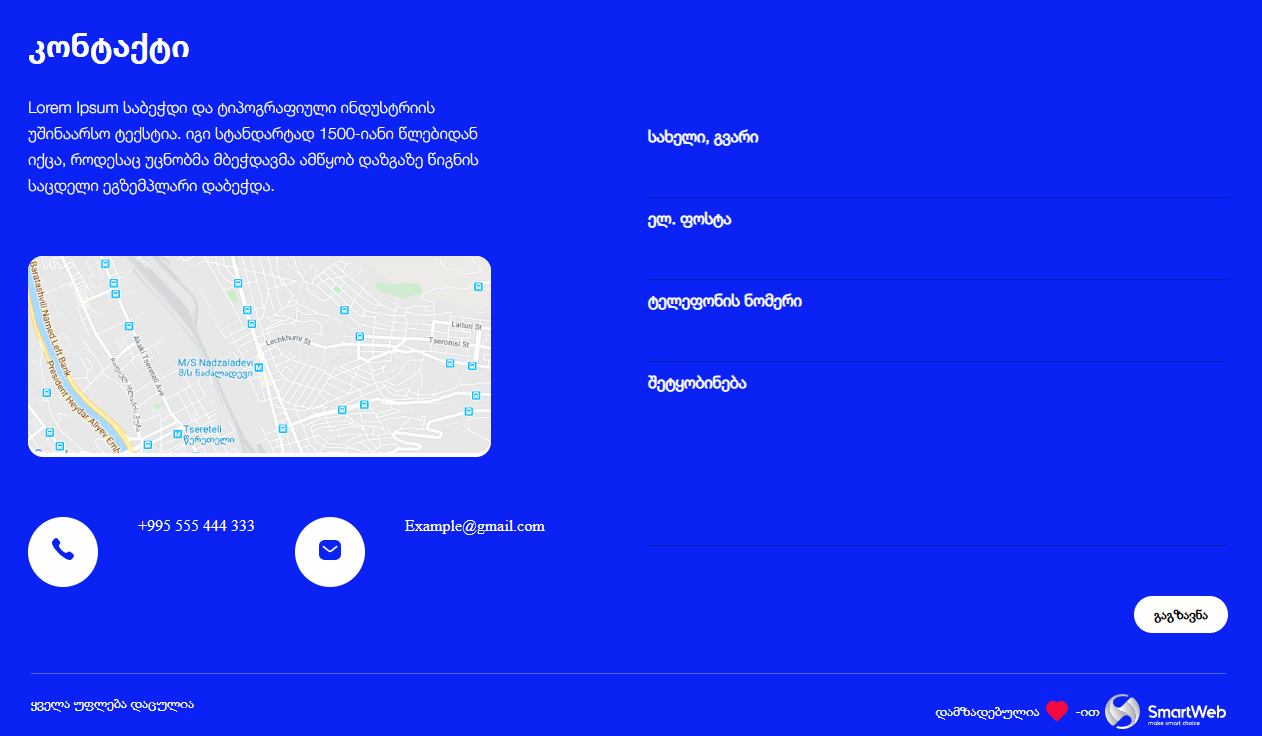 კონტაქტი
Lorem Ipsum საბეჭდი და ტიპოგრაფიული ინდუსტრიის
უშინაარსო ტექსტია. იგი სტანდარტად 1500-იანი წლებიდან
იქცა, როდესაც უცნობმა მბეჭდავმა ამწყობ დაზგაზე წიგნის
საცდელი ეგზემპლარი დაბეჭდა.
Baratashvili Named Left Bank
President Heydar Aliyev Emb
Akaki Tsereteli Ave
M/S Nadzaladevi
მ/ს ნაძალადევი
Lechkhumi St
Laituri St
Tseronisi St
Tsereteli
წერეთელი
+995 555 444 333
Example@gmail.com
სახელი, გვარი
ელ. ფოსტა
ტელეფონის ნომერი
შეტყობინება
გაგზავნა
ყველა უფლება დაცულია
დამზადებულია -ით SmartWeb
make smart choice